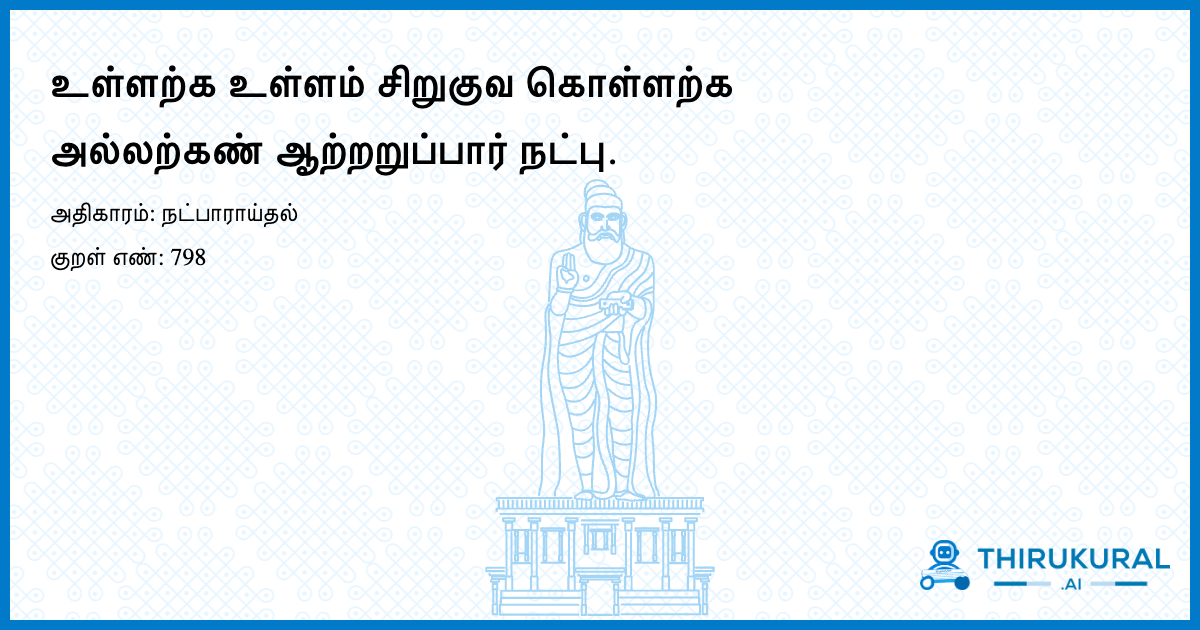 உள்ளற்க உள்ளம் சிறுகுவ கொள்ளற்க
அல்லற்கண் ஆற்றறுப்பார் நட்பு.
அதிகாரம்: நட்பாராய்தல்
குறள் எண்: 798
THIRUKURAL
.AI